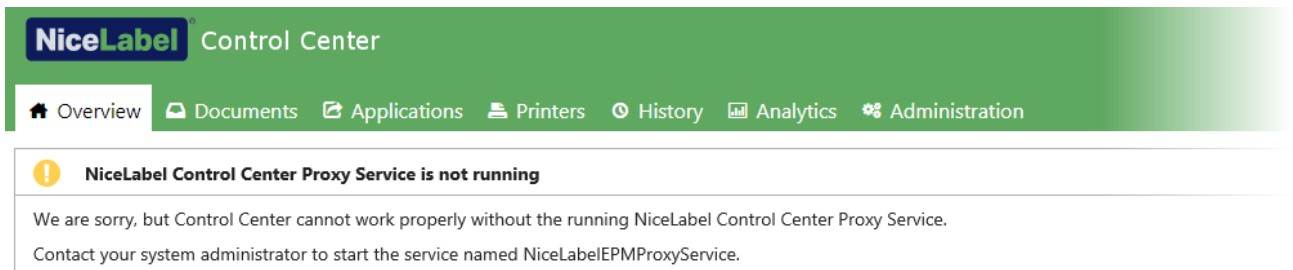 NiceLabel® Control Center
Overview Documents Applications Printers History Analytics Administration
NiceLabel Control Center Proxy Service is not running
We are sorry, but Control Center cannot work properly without the running NiceLabel Control Center Proxy Service.
Contact your system administrator to start the service named NiceLabelEPMProxyService.